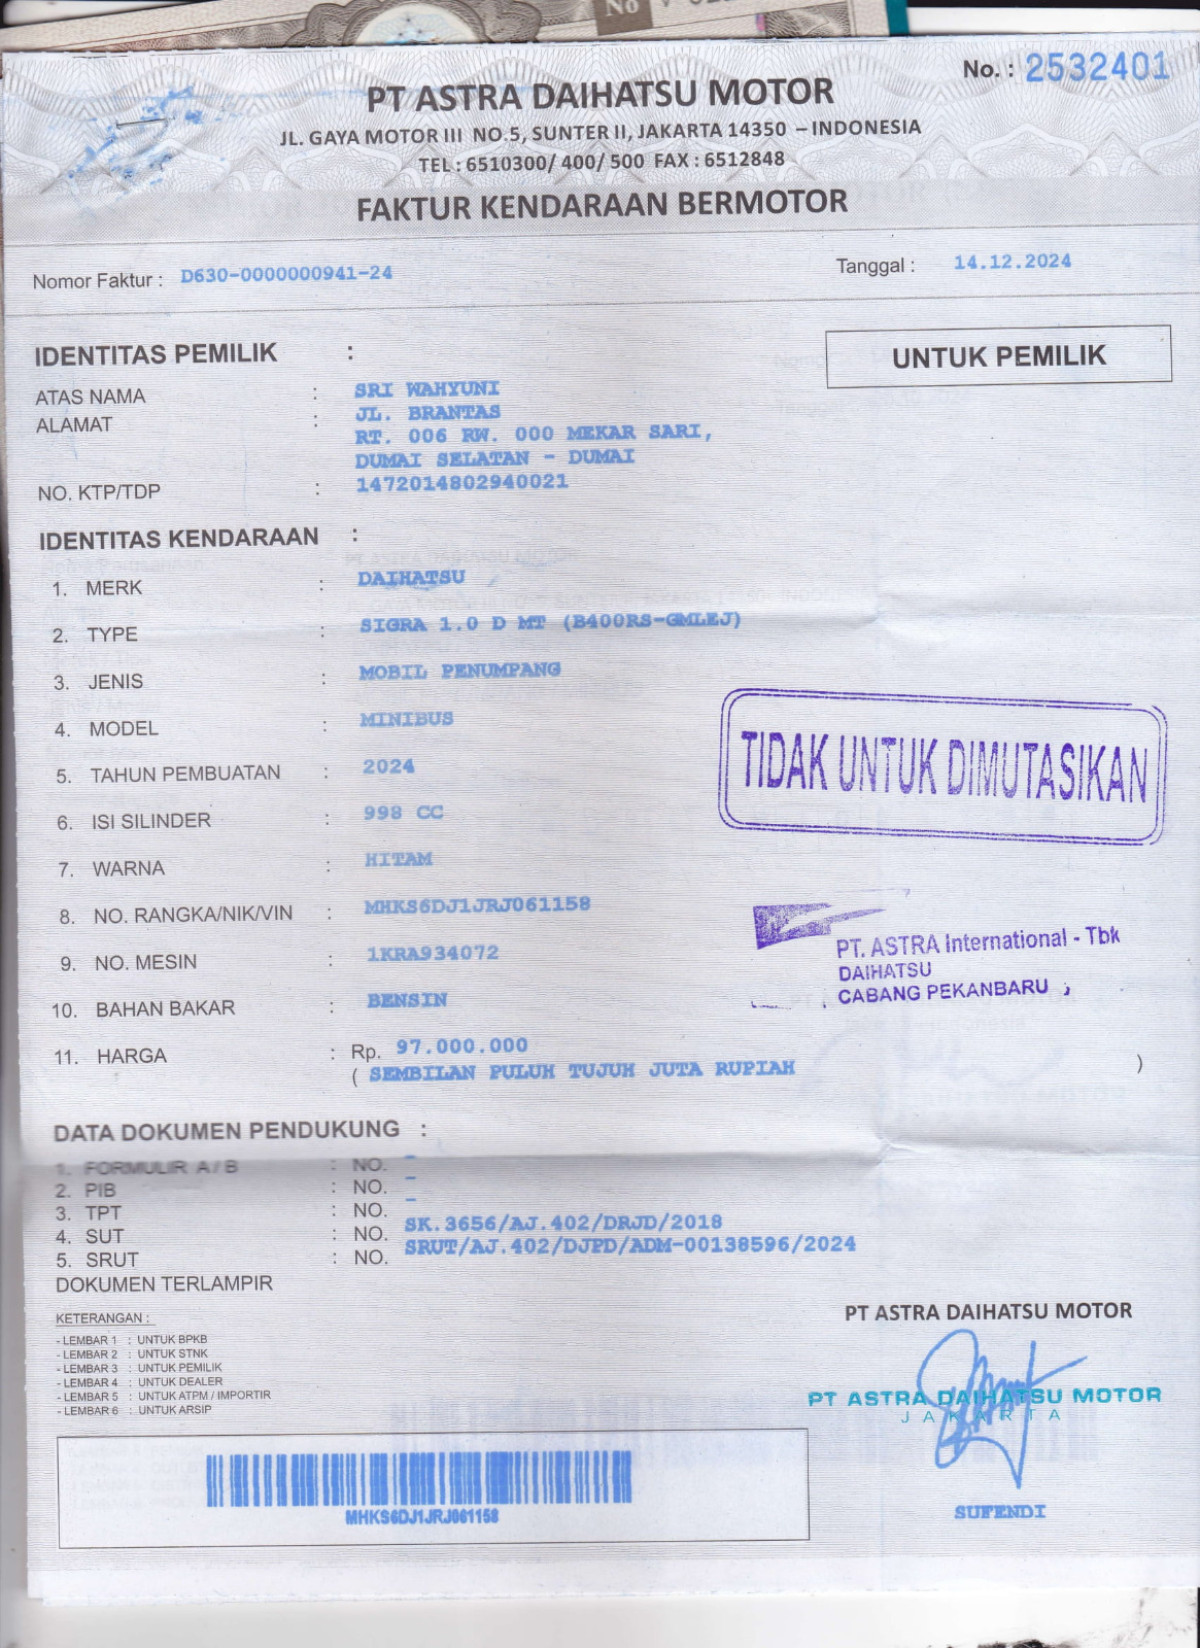 No
No. : 2532401
PT ASTRA DAIHATSU MOTOR
JL. GAYA MOTOR III NO.5, SUNTER II, JAKARTA 14350 – INDONESIA
TEL : 6510300/ 400/ 500 FAX : 6512848
FAKTUR KENDARAAN BERMOTOR
Nomor Faktur : D630-0000000941-24
Tanggal : 14.12.2024
IDENTITAS PEMILIK :
UNTUK PEMILIK
ATAS NAMA : SRI WAHYUNI
ALAMAT : JL. BRANTAS
RT. 006 RW. 000 MEKAR SARI,
DUMAI SELATAN - DUMAI
NO. KTP/TDP : 1472014802940021
IDENTITAS KENDARAAN :
1. MERK : DAIHATSU
2. TYPE : SIGRA 1.0 D MT (B400RS-GMLEJ)
3. JENIS : MOBIL PENUMPANG
4. MODEL : MINIBUS
5. TAHUN PEMBUATAN : 2024
6. ISI SILINDER : 998 CC
7. WARNA : HITAM
8. NO. RANGKA/NIK/VIN : MHKS6DJ1JRJ061158
9. NO. MESIN : 1KRA934072
10. BAHAN BAKAR : BENSIN
11. HARGA : Rp. 97.000.000
( SEMBILAN PULUH TUJUH JUTA RUPIAH )
TIDAK UNTUK DIMUTASIKAN
PT. ASTRA International - Tbk
DAIHATSU
CABANG PEKANBARU
DATA DOKUMEN PENDUKUNG :
1. FORMULIR A / B : NO. -
2. PIB : NO. -
3. TPT : NO. -
4. SUT : NO. SK.3656/AJ.402/DRJD/2018
5. SRUT : NO. SRUT/AJ.402/DJPD/ADM-00138596/2024
DOKUMEN TERLAMPIR
KETERANGAN :
- LEMBAR 1 : UNTUK BPKB
- LEMBAR 2 : UNTUK STNK
- LEMBAR 3 : UNTUK PEMILIK
- LEMBAR 4 : UNTUK DEALER
- LEMBAR 5 : UNTUK ATPM / IMPORTIR
- LEMBAR 6 : UNTUK ARSIP
PT ASTRA DAIHATSU MOTOR
PT ASTRA DAIHATSU MOTOR
JAKARTA
SUFENDI
MHKS6DJ1JRJ061158